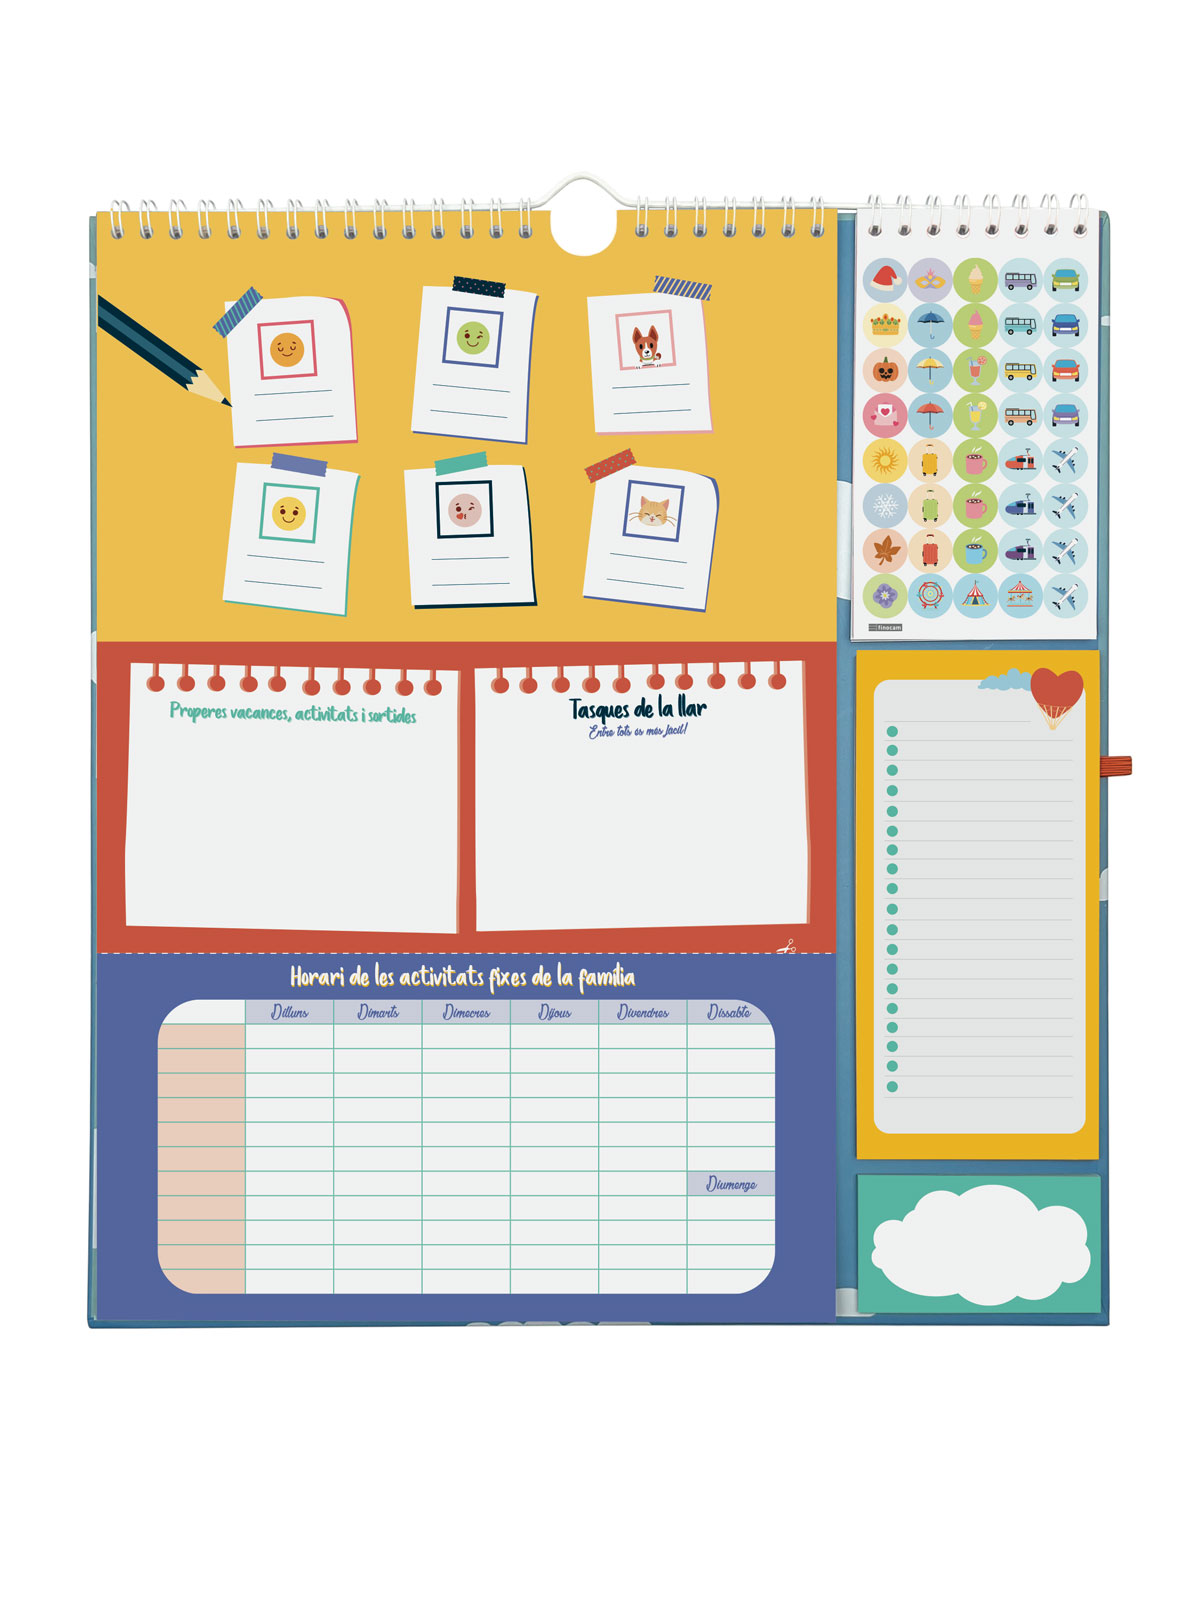 Properes vacances, activitats i sortides
Tasques de la llar
Entre tots és més fàcil!
Horari de les activitats fixes de la família
Dilluns Dimarts Dimecres Dijous Divendres Dissabte
Diumenge
finocam